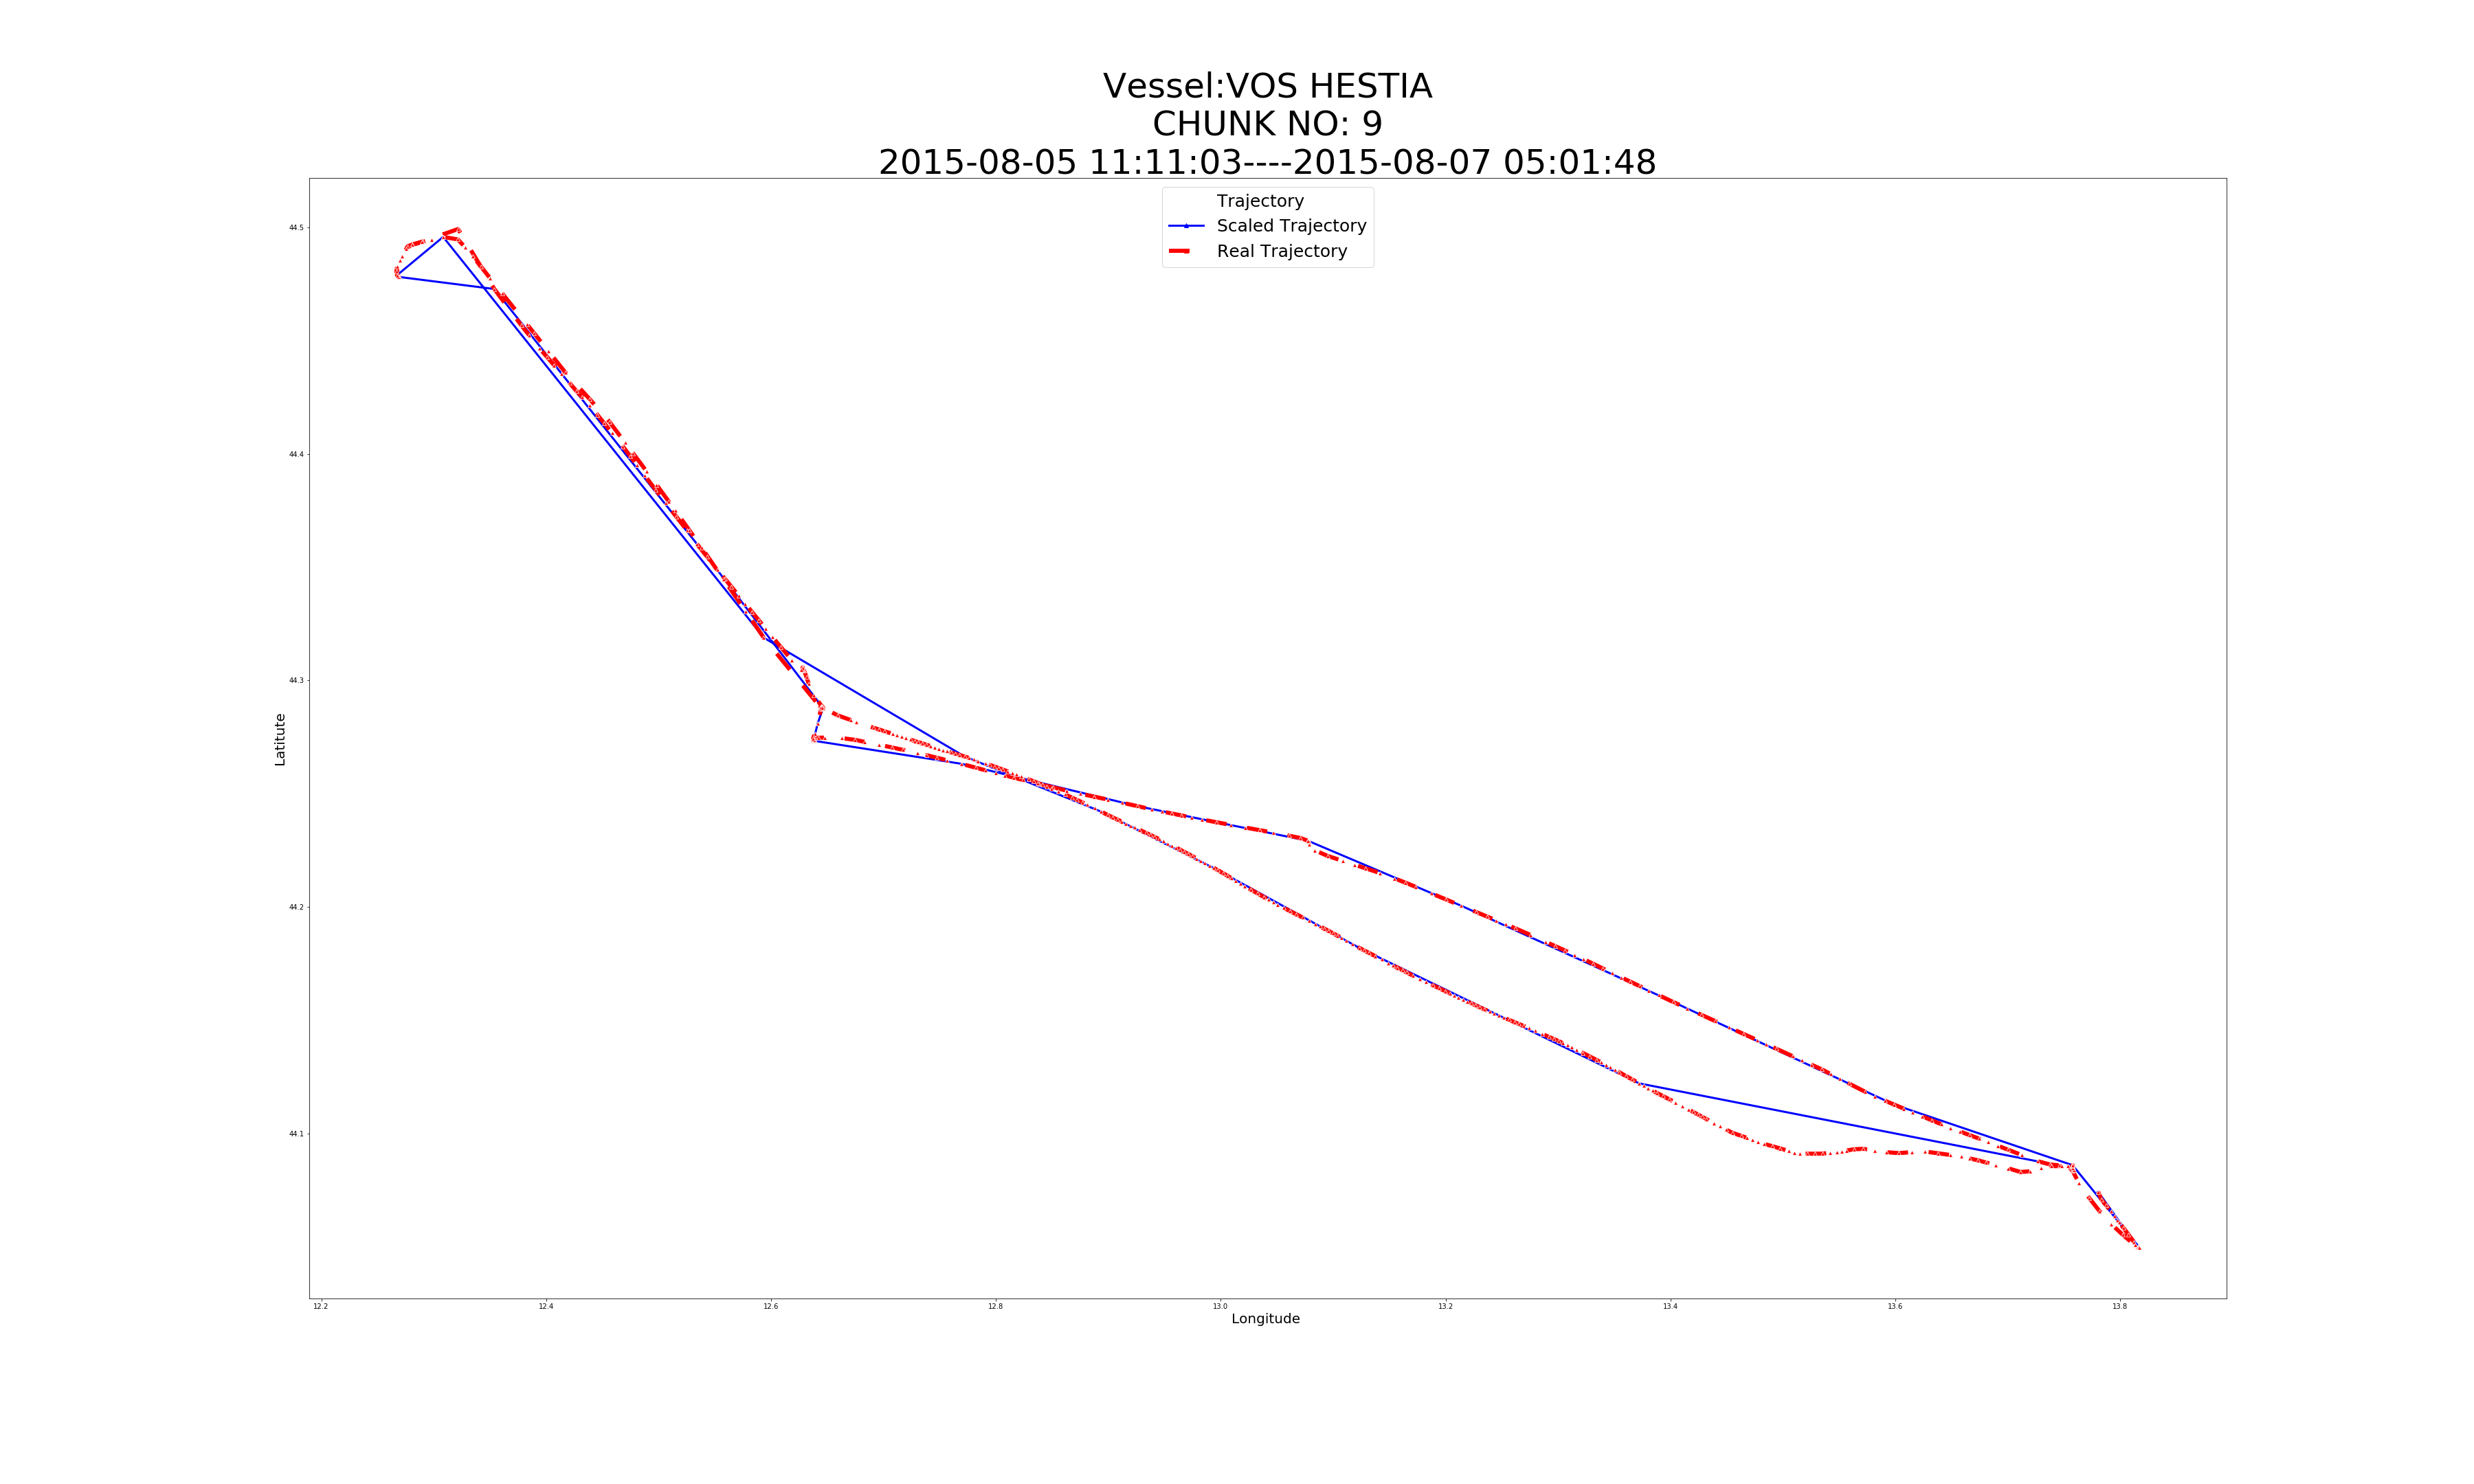 Vessel:VOS HESTIA
CHUNK NO: 9
2015-08-05 11:11:03----2015-08-07 05:01:48
Trajectory
Scaled Trajectory
Real Trajectory
44.5
44.4
44.3
44.2
44.1
Latitute
12.2 12.4 12.6 12.8 13.0 13.2 13.4 13.6 13.8
Longitude